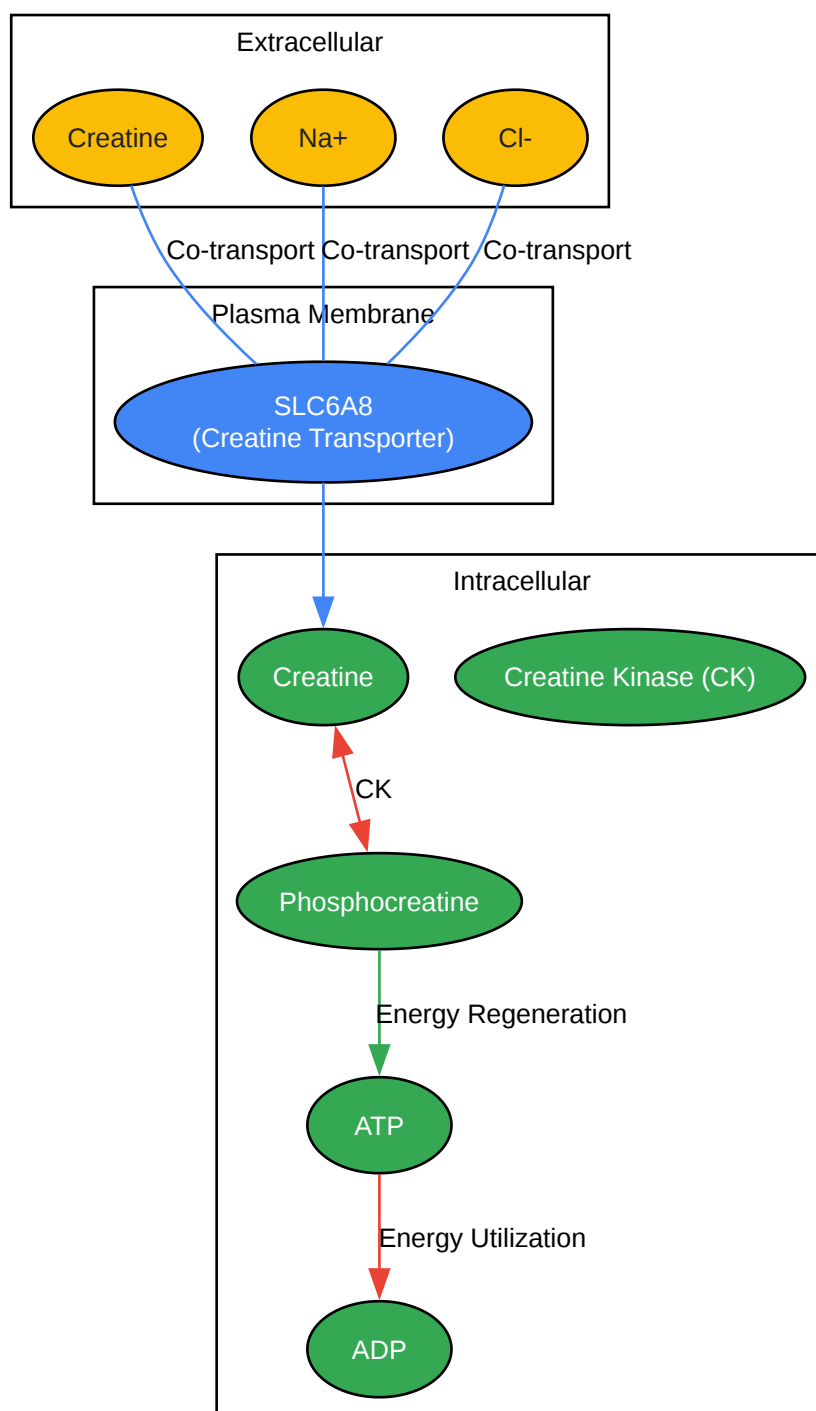 Extracellular
Creatine
Na+
Cl-
Co-transport
Co-transport
Co-transport
Plasma Membrane
SLC6A8
(Creatine Transporter)
Intracellular
Creatine
Creatine Kinase (CK)
CK
Phosphocreatine
Energy Regeneration
ATP
Energy Utilization
ADP